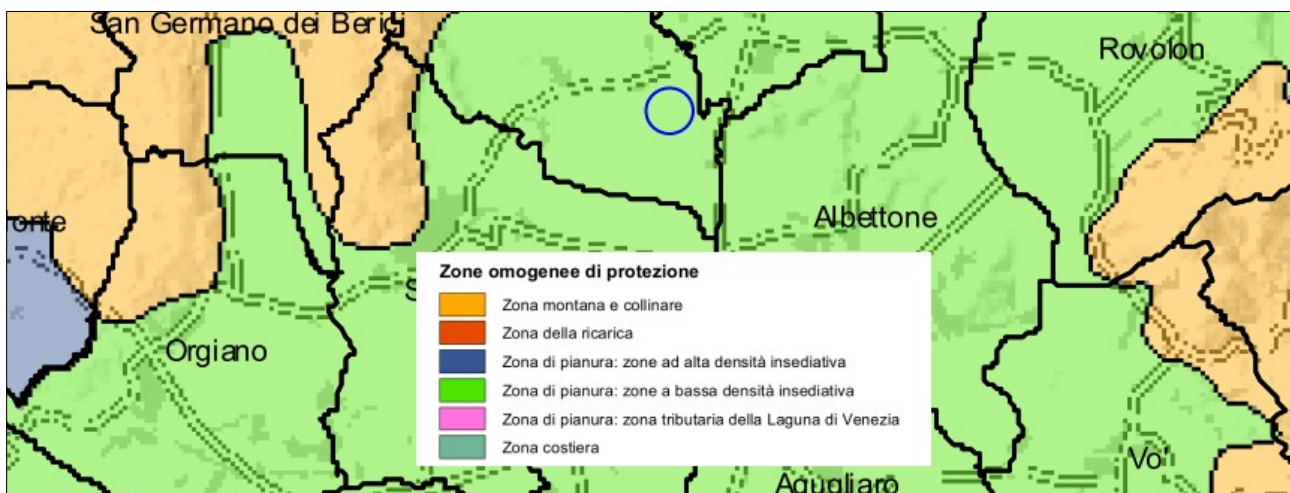 San Germano dei Berici
Rovolon
onte
Albettone
Zone omogenee di protezione
Zona montana e collinare
S
Zona della ricarica
Orgiano
Zona di pianura: zone ad alta densità insediativa
Zona di pianura: zone a bassa densità insediativa
Zona di pianura: zona tributaria della Laguna di Venezia
Zona costiera
Vo'
Agugliaro